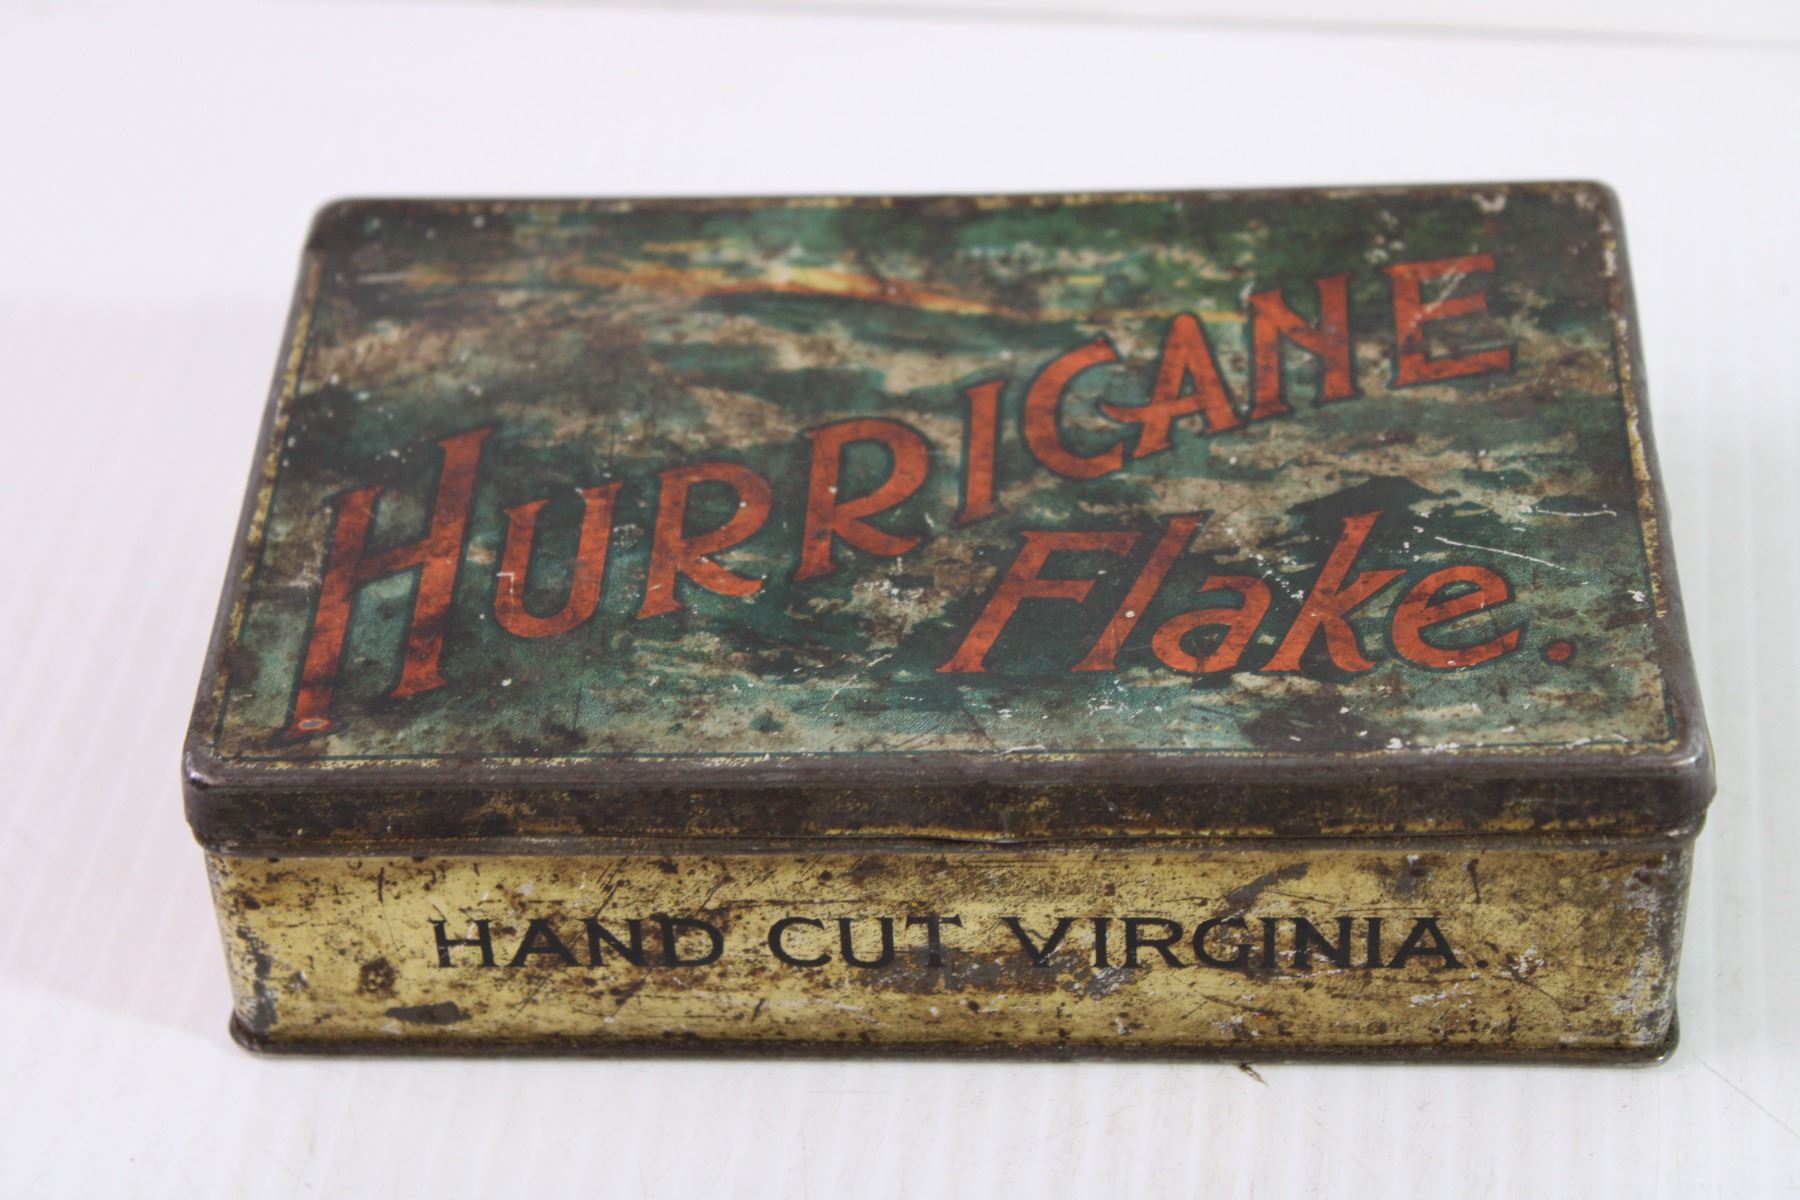 HURRICANE
Flake.
HAND CUT VIRGINIA.